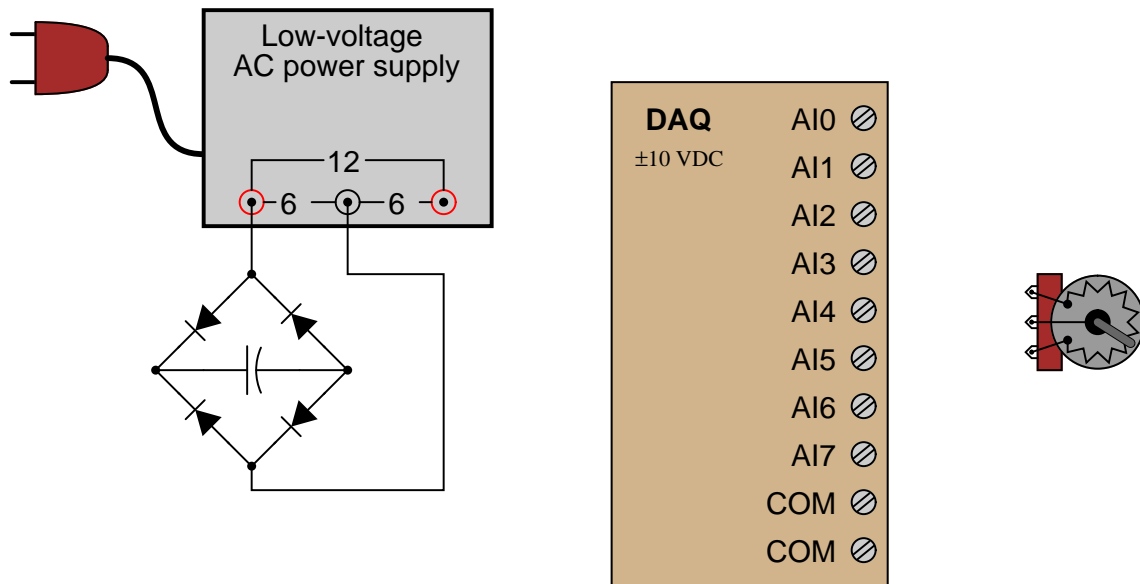 Low-voltage
AC power supply
12
6 6
DAQ
±10 VDC
AI0
AI1
AI2
AI3
AI4
AI5
AI6
AI7
COM
COM